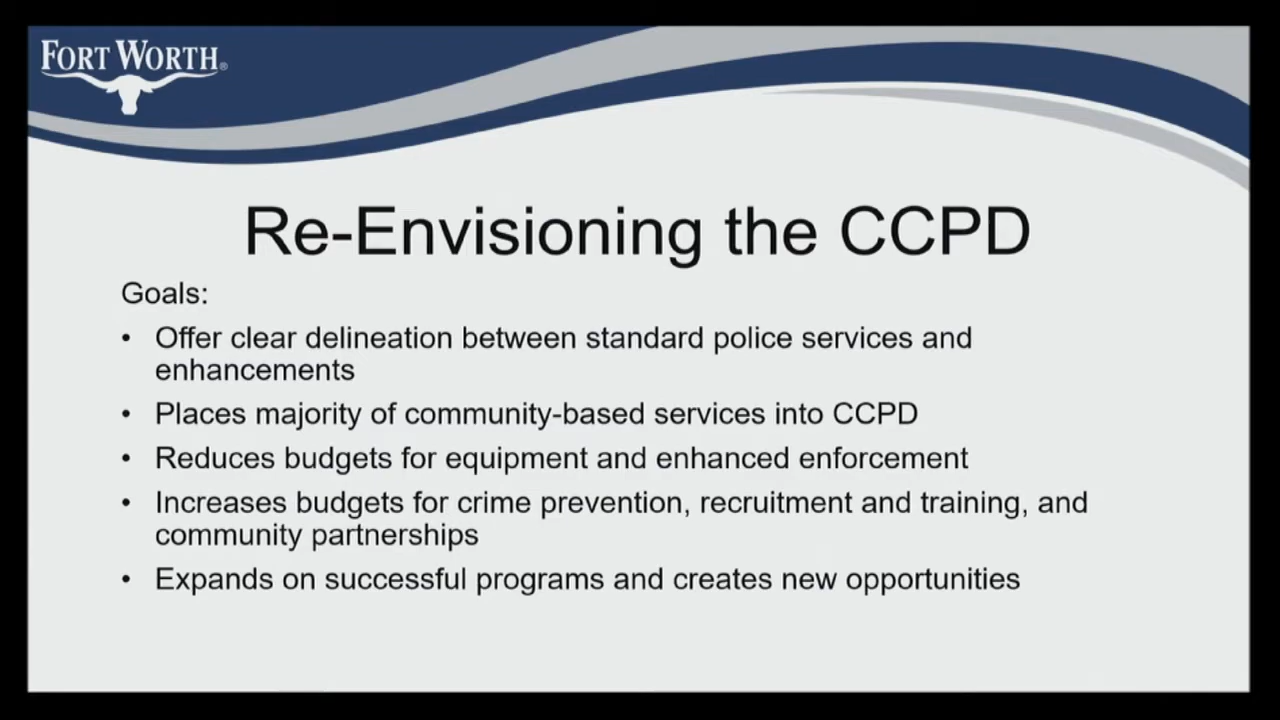 FORT WORTH®
Re-Envisioning the CCPD
Goals:
• Offer clear delineation between standard police services and
enhancements
• Places majority of community-based services into CCPD
• Reduces budgets for equipment and enhanced enforcement
• Increases budgets for crime prevention, recruitment and training, and
community partnerships
• Expands on successful programs and creates new opportunities